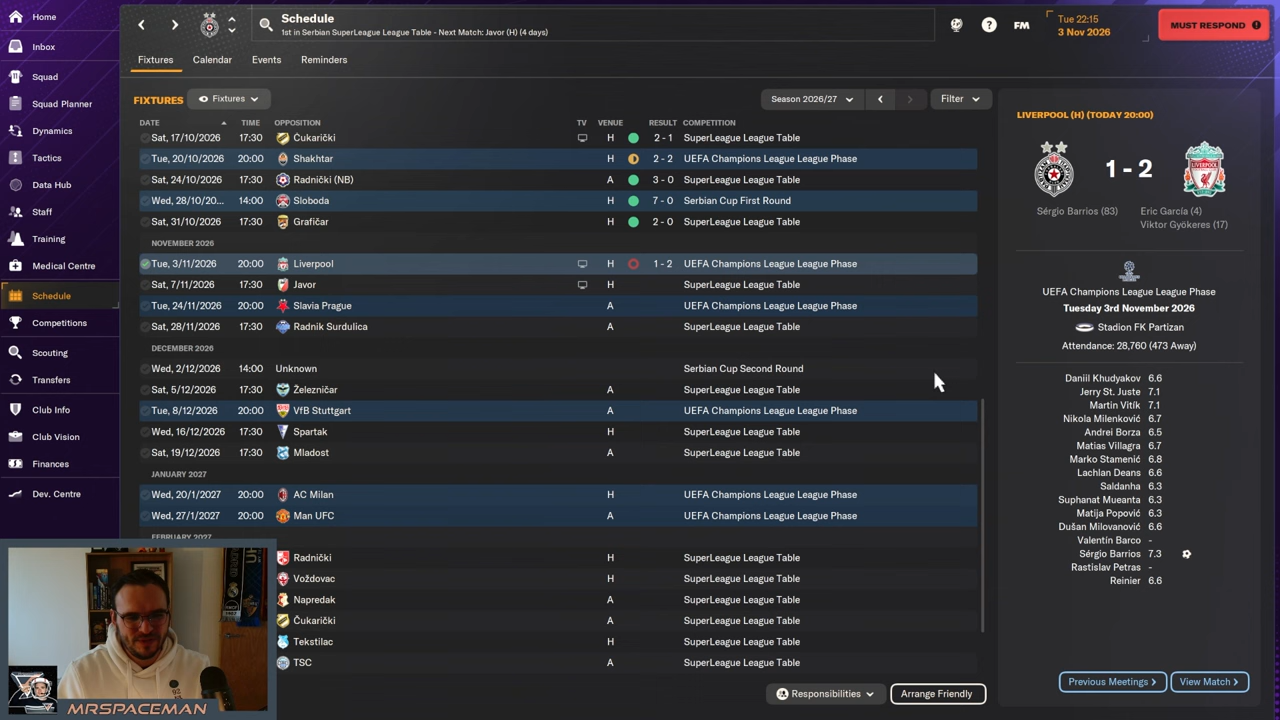 Home
Inbox
Squad
Squad Planner
Dynamics
Tactics
Data Hub
Staff
Training
Medical Centre
Schedule
Competitions
Scouting
Transfers
Club Info
Club Vision
Finances
Dev. Centre
Schedule
1st in Serbian SuperLeague League Table - Next Match: Javor (H) (4 days)
? FM
Tue 22:15
3 Nov 2026
MUST RESPOND
Fixtures Calendar Events Reminders
FIXTURES Fixtures Season 2026/27 Filter
DATE TIME OPPOSITION TV VENUE RESULT COMPETITION
Sat, 17/10/2026 17:30 Čukarički H 2 - 1 SuperLeague League Table
Tue, 20/10/2026 20:00 Shakhtar H 2 - 2 UEFA Champions League League Phase
Sat, 24/10/2026 17:30 Radnički (NB) A 3 - 0 SuperLeague League Table
Wed, 28/10/20... 14:00 Sloboda H 7 - 0 Serbian Cup First Round
Sat, 31/10/2026 17:30 Grafičar H 2 - 0 SuperLeague League Table
NOVEMBER 2026
Tue, 3/11/2026 20:00 Liverpool H 1 - 2 UEFA Champions League League Phase
Sat, 7/11/2026 17:30 Javor H SuperLeague League Table
Tue, 24/11/2026 20:00 Slavia Prague A UEFA Champions League League Phase
Sat, 28/11/2026 17:30 Radnik Surdulica A SuperLeague League Table
DECEMBER 2026
Wed, 2/12/2026 14:00 Unknown Serbian Cup Second Round
Sat, 5/12/2026 17:30 Železničar A SuperLeague League Table
Tue, 8/12/2026 20:00 VfB Stuttgart A UEFA Champions League League Phase
Wed, 16/12/2026 17:30 Spartak H SuperLeague League Table
Sat, 19/12/2026 17:30 Mladost A SuperLeague League Table
JANUARY 2027
Wed, 20/1/2027 20:00 AC Milan H UEFA Champions League League Phase
Wed, 27/1/2027 20:00 Man UFC A UEFA Champions League League Phase
FEBRUARY 2027
Radnički H SuperLeague League Table
Voždovac H SuperLeague League Table
Napredak A SuperLeague League Table
Čukarički A SuperLeague League Table
Tekstilac H SuperLeague League Table
TSC A SuperLeague League Table
Responsibilities Arrange Friendly
LIVERPOOL (H) (TODAY 20:00)
1 - 2
Sérgio Barrios (83) Eric García (4)
Viktor Gyökeres (17)
UEFA Champions League League Phase
Tuesday 3rd November 2026
Stadion FK Partizan
Attendance: 28,760 (473 Away)
Daniil Khudyakov 6.6
Jerry St. Juste 7.1
Martin Vitík 7.1
Nikola Milenković 6.7
Andrei Borza 6.5
Matias Villagra 6.7
Marko Stamenić 6.8
Lachlan Deans 6.6
Saldanha 6.3
Suphanat Mueanta 6.3
Matija Popović 6.3
Dušan Milovanović 6.6
Valentín Barco -
Sérgio Barrios 7.3
Rastislav Petras -
Reinier 6.6
Previous Meetings View Match
MRSPACEMAN